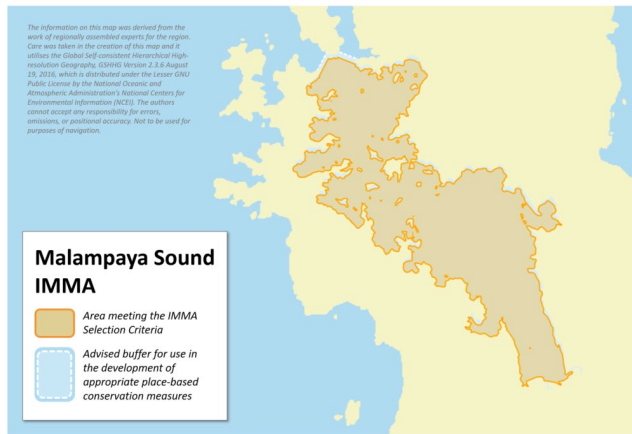 The information on this map was derived from the
work of regionally assembled experts for the region.
Care was taken in the creation of this map and it
utilises the Global Self-consistent Hierarchical High-
resolution Geography, GSHHG Version 2.3.6 August
19, 2016, which is distributed under the Lesser GNU
Public License by the National Oceanic and
Atmospheric Adminstration's National Centers for
Environmental Information (NCEI). The authors
cannot accept any responsibility for errors,
omissions, or positional accuracy. Not to be used for
purposes of navigation.
Malampaya Sound
IMMA
Area meeting the IMMA
Selection Criteria
Advised buffer for use in
the development of
appropriate place-based
conservation measures